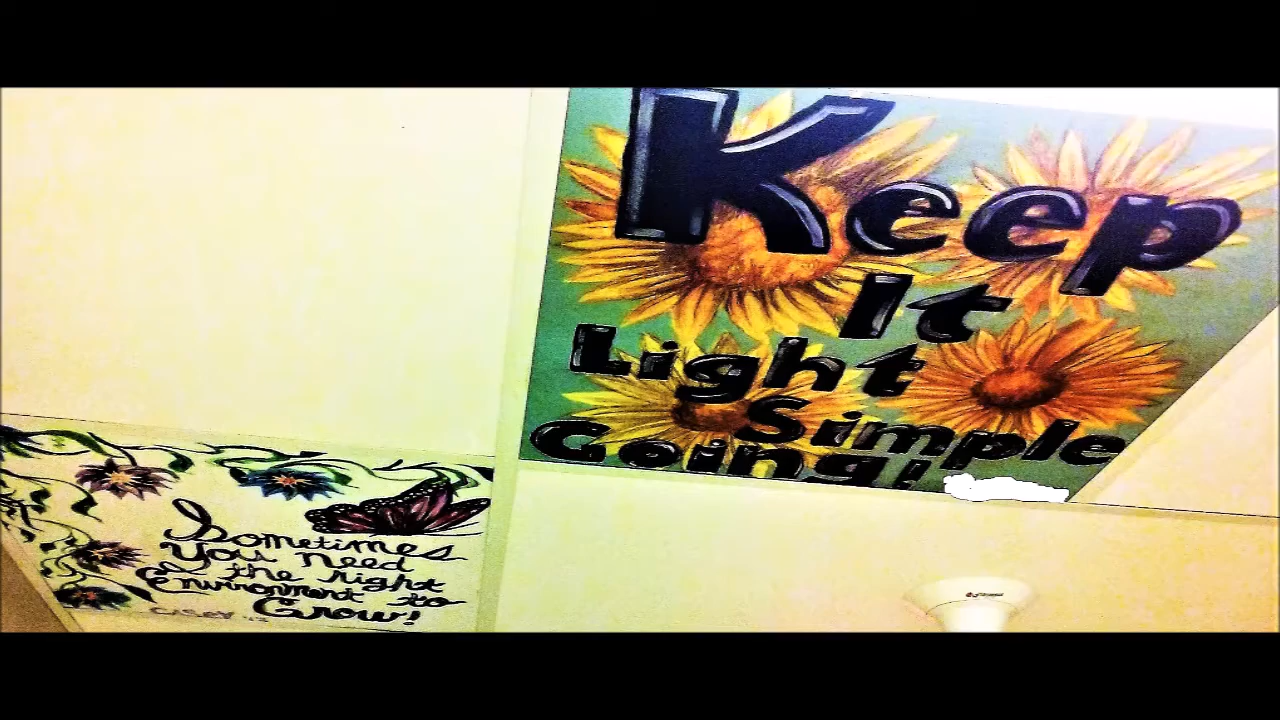 Keep
It
Light
Simple
Going!
Sometimes
You Need
the right
Environment to
Grow!